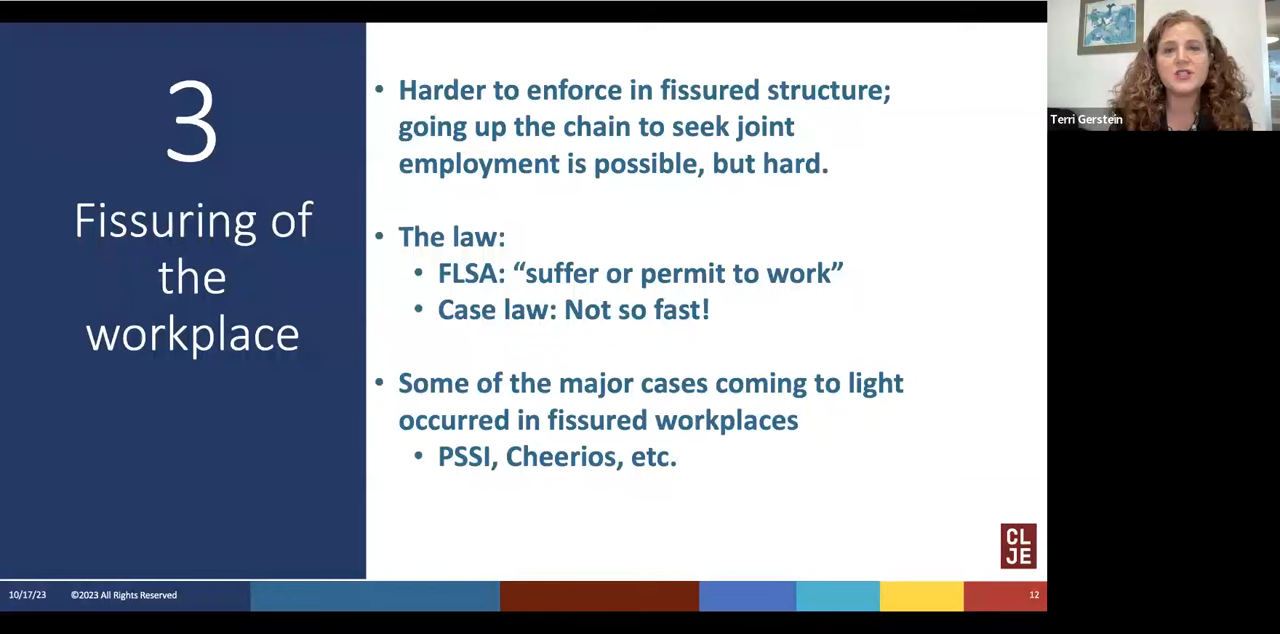 3
Fissuring of
the
workplace
• Harder to enforce in fissured structure;
going up the chain to seek joint
employment is possible, but hard.
• The law:
• FLSA: “suffer or permit to work”
• Case law: Not so fast!
• Some of the major cases coming to light
occurred in fissured workplaces
• PSSI, Cheerios, etc.
CL
JE
10/17/23 ©2023 All Rights Reserved 12
Terri Gerstein